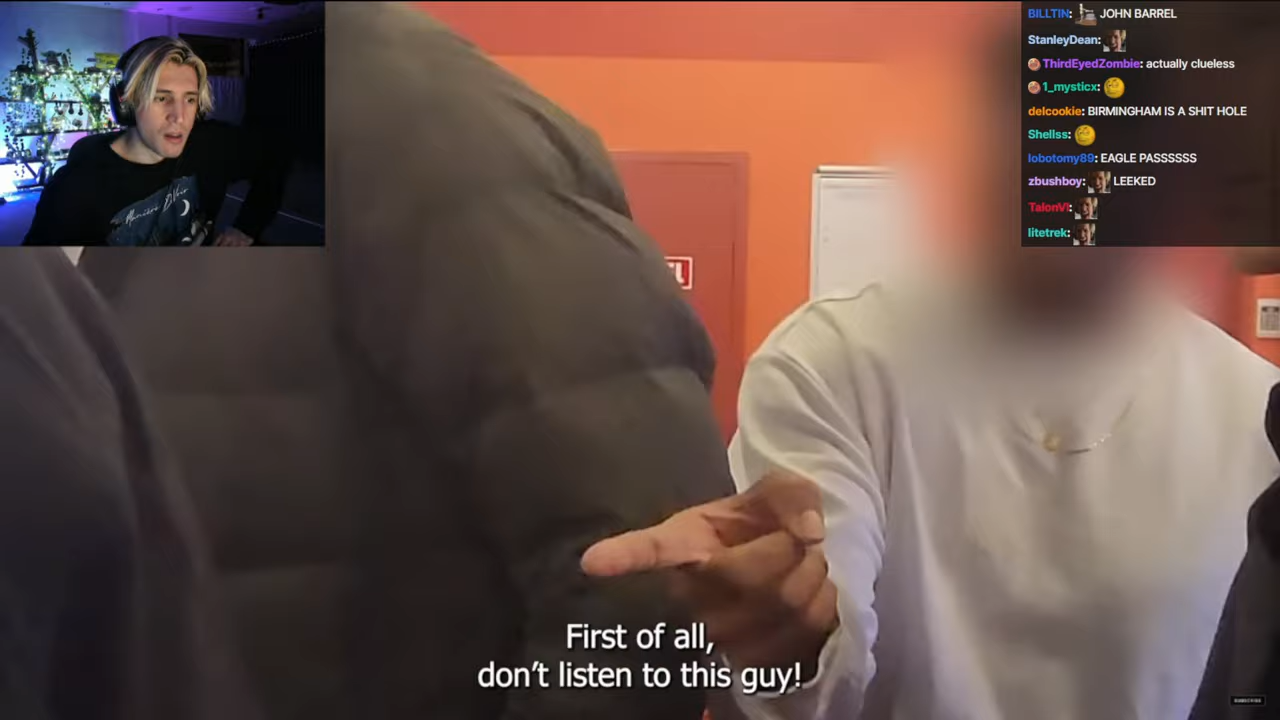 BILLTIN: JOHN BARREL
StanleyDean:
ThirdEyedZombie: actually clueless
1_mysticx:
delcookie: BIRMINGHAM IS A SHIT HOLE
Shellss:
lobotomy89: EAGLE PASSSSSS
zbushboy: LEEKED
TalonVI:
litetrek:
First of all,
don't listen to this guy!